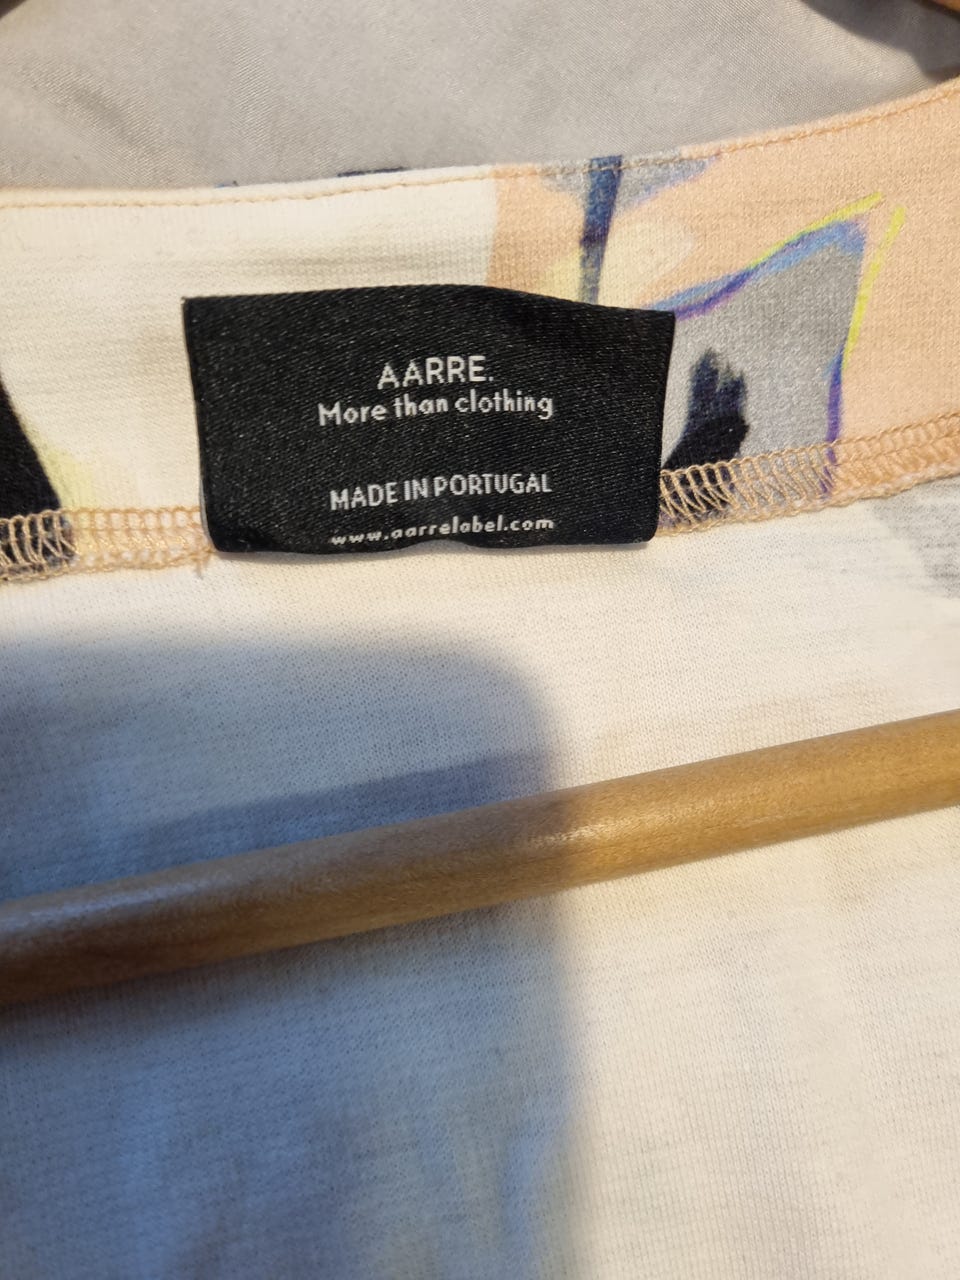 AARRE.
More than clothing
MADE IN PORTUGAL
www.aarrelabel.com